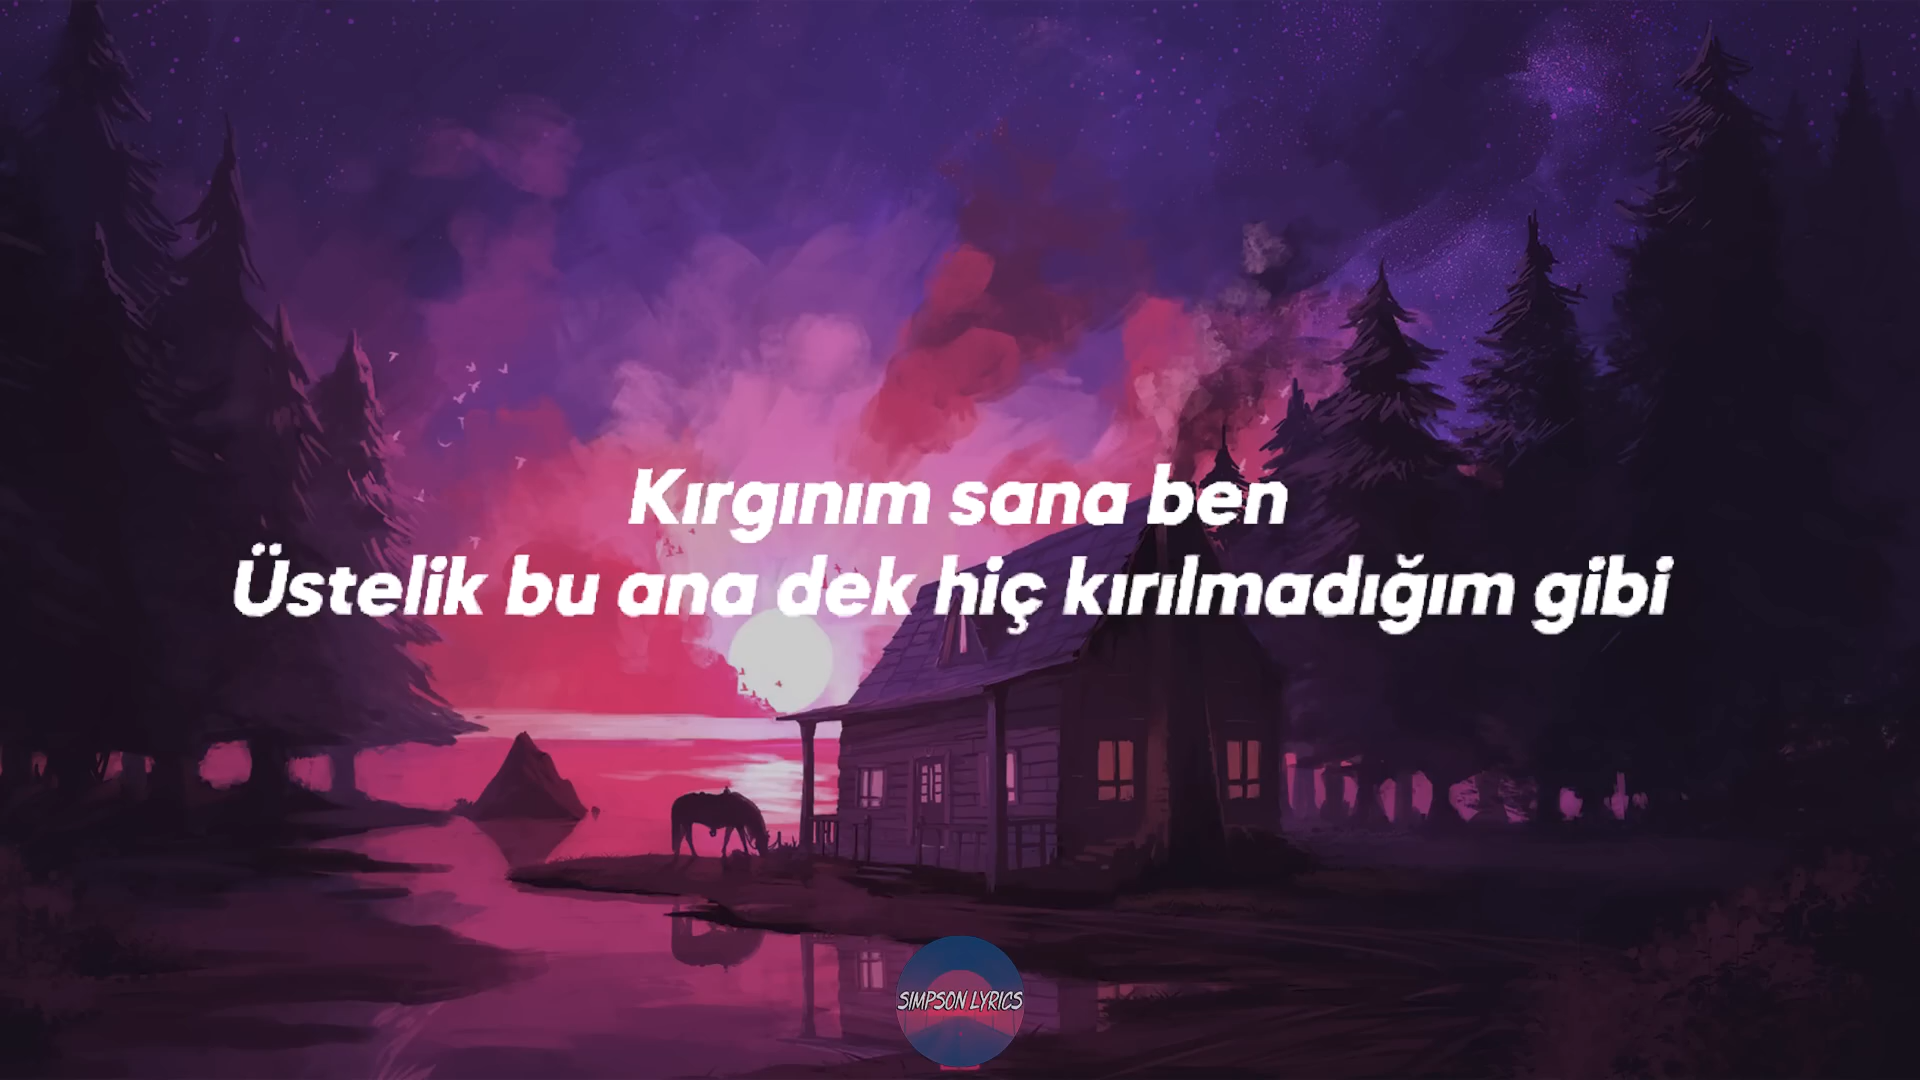 Kırgınım sana ben
Üstelik bu ana dek hiç kırılmadığım gibi
SIMPSON LYRICS